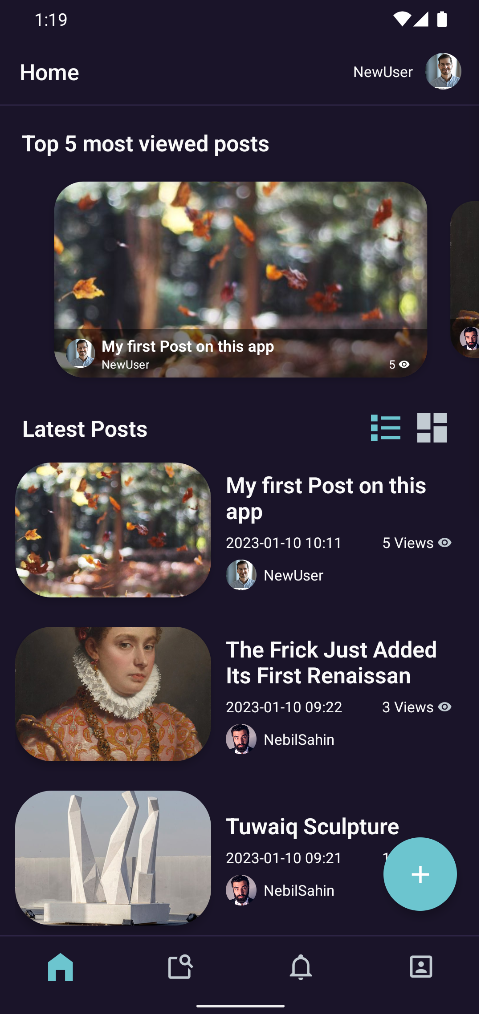 1:19
Home
NewUser
Top 5 most viewed posts
My first Post on this app
NewUser
5
Latest Posts
My first Post on this
app
2023-01-10 10:11
5 Views
NewUser
The Frick Just Added
Its First Renaissan
2023-01-10 09:22
3 Views
NebilSahin
Tuwaiq Sculpture
2023-01-10 09:21
NebilSahin